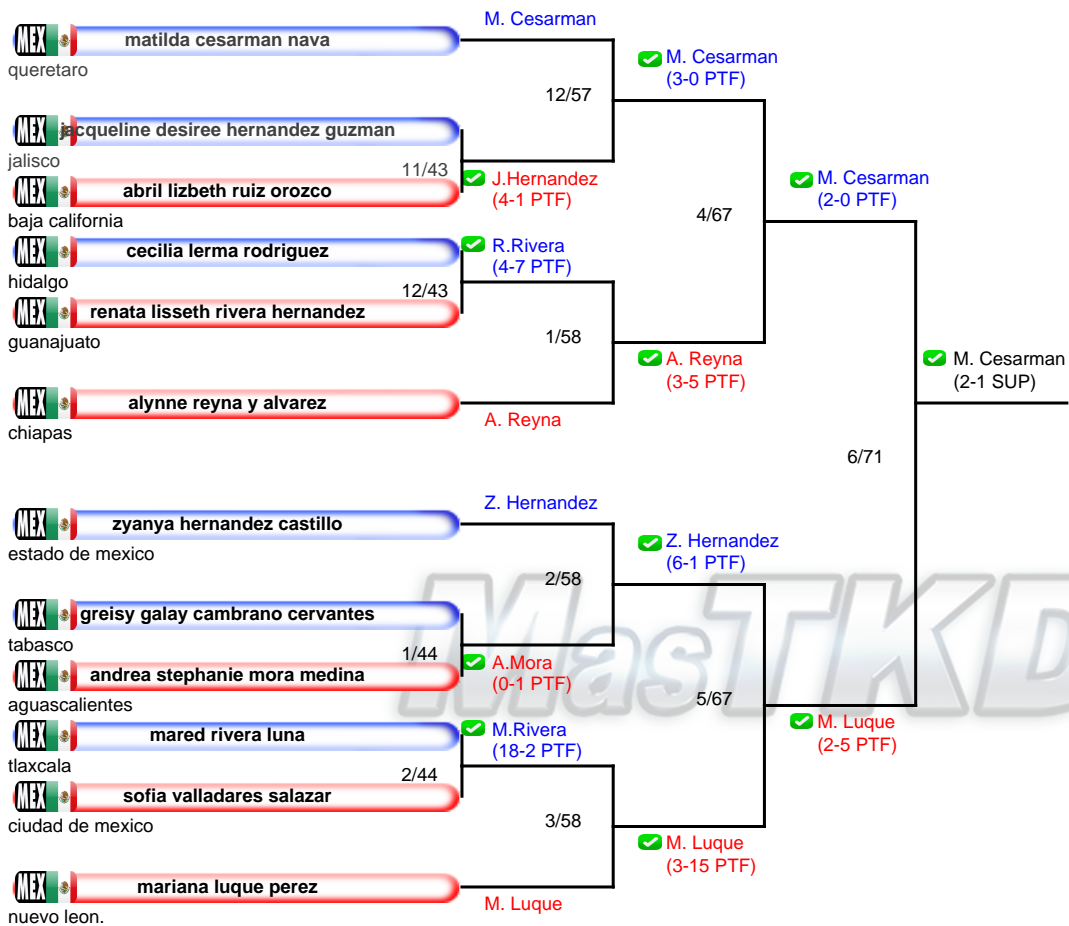 M. Cesarman
MEX matilda cesarman nava
queretaro
M. Cesarman
(3-0 PTF)
12/57
MEX jacqueline desiree hernandez guzman
jalisco
11/43
J.Hernandez
(4-1 PTF)
MEX abril lizbeth ruiz orozco
baja california
M. Cesarman
(2-0 PTF)
4/67
MEX cecilia lerma rodriguez
hidalgo
R.Rivera
(4-7 PTF)
12/43
MEX renata lisseth rivera hernandez
guanajuato
1/58
A. Reyna
(3-5 PTF)
M. Cesarman
(2-1 SUP)
MEX alynne reyna y alvarez
chiapas
A. Reyna
6/71
Z. Hernandez
MEX zyanya hernandez castillo
estado de mexico
Z. Hernandez
(6-1 PTF)
2/58
MEX greisy galay cambrano cervantes
tabasco
1/44
A.Mora
(0-1 PTF)
MEX andrea stephanie mora medina
aguascalientes
MasTKD
5/67
M. Luque
(2-5 PTF)
MEX mared rivera luna
tlaxcala
M.Rivera
(18-2 PTF)
2/44
MEX sofia valladares salazar
ciudad de mexico
3/58
M. Luque
(3-15 PTF)
MEX mariana luque perez
nuevo leon.
M. Luque